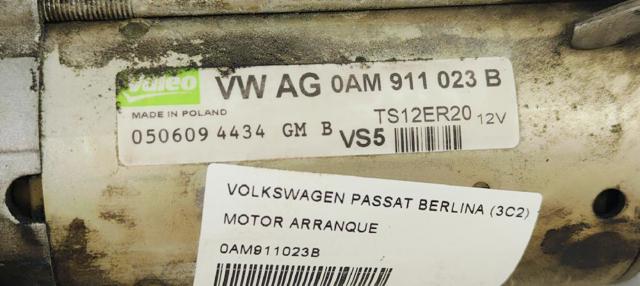 Valeo
VW AG 0AM 911 023 B
MADE IN POLAND
TS12ER20 12V
050609 4434 GM B
VS5
VOLKSWAGEN PASSAT BERLINA (3C2)
MOTOR ARRANQUE
0AM911023B